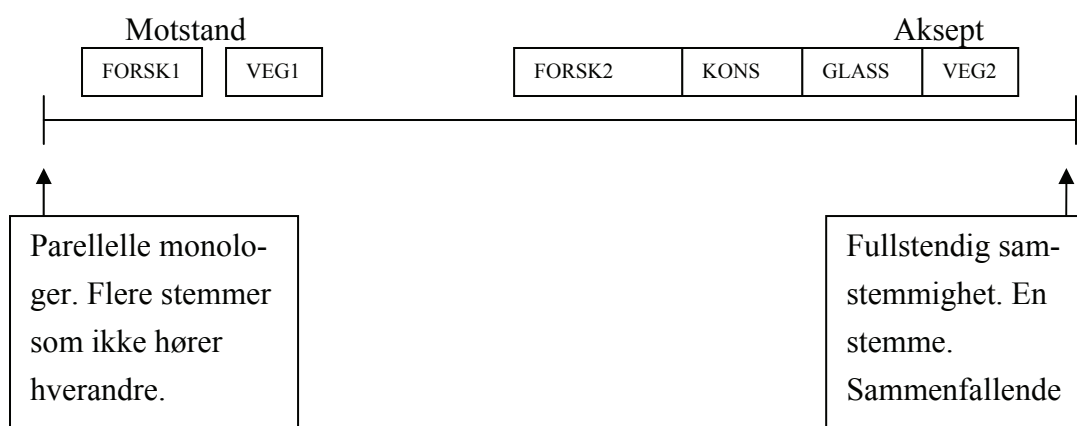 Motstand Aksept
FORSK1 VEG1 FORSK2 KONS GLASS VEG2
Parellelle monolo-
ger. Flere stemmer
som ikke hører
hverandre.
Fullstendig sam-
stemmighet. En
stemme.
Sammenfallende